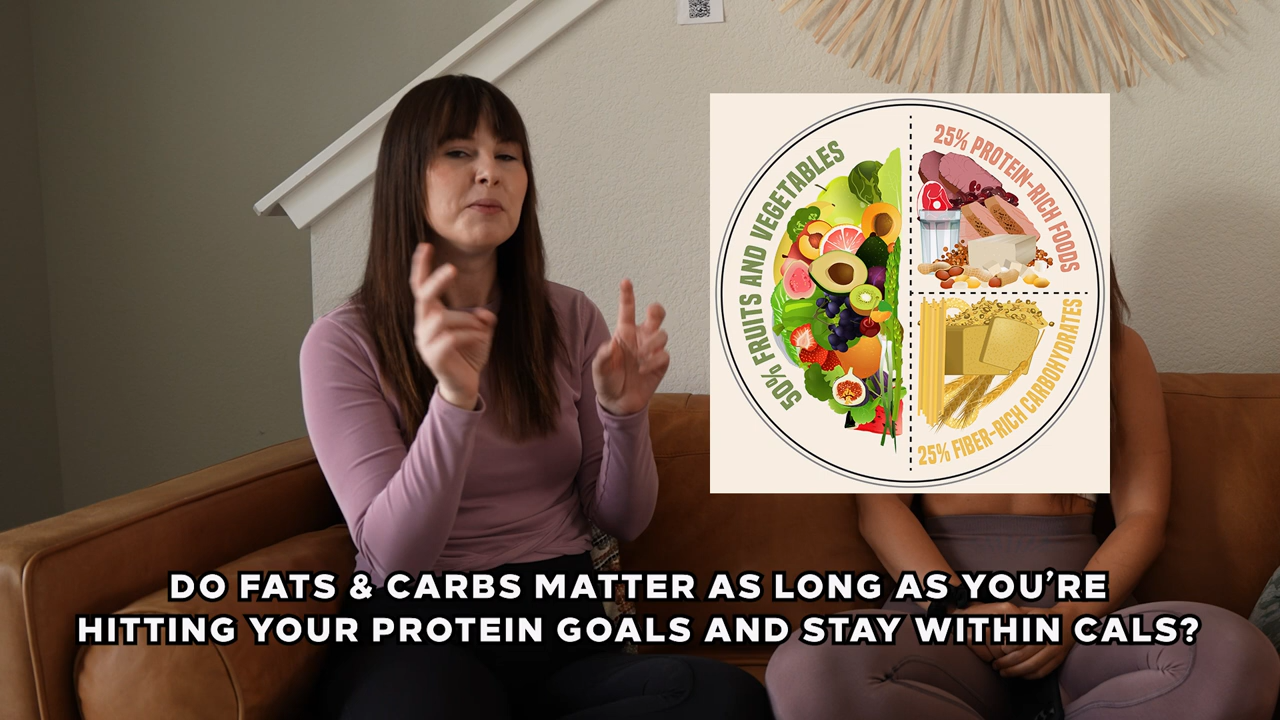 50% FRUITS AND VEGETABLES
25% PROTEIN-RICH FOODS
25% FIBER-RICH CARBOHYDRATES
DO FATS & CARBS MATTER AS LONG AS YOU’RE
HITTING YOUR PROTEIN GOALS AND STAY WITHIN CALS?